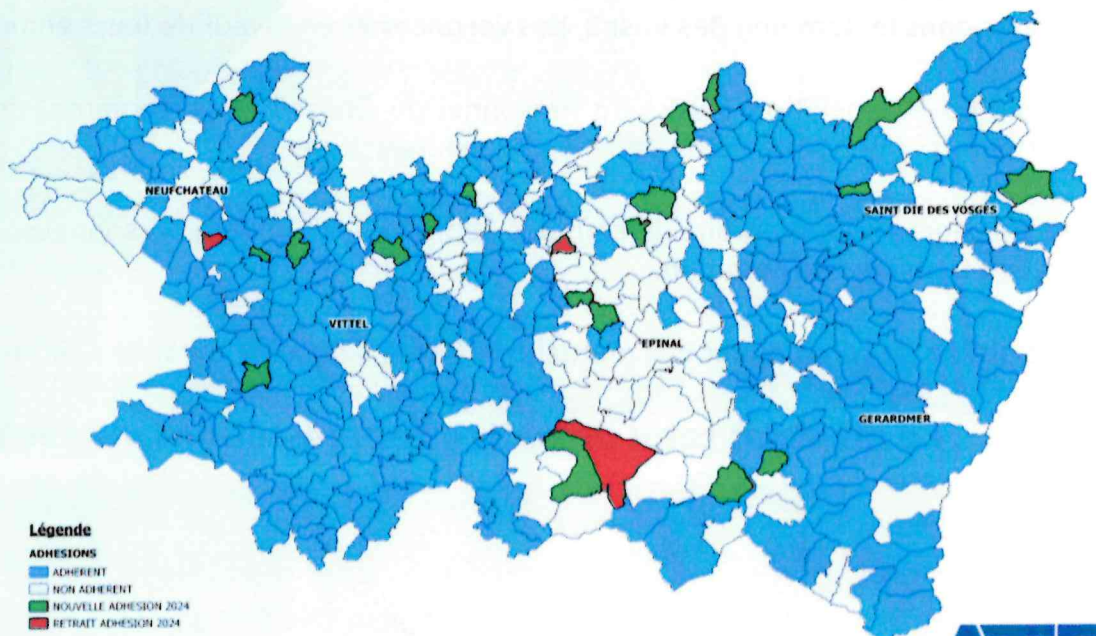 NEUFCHATEAU
SAINT DIE DES VOSGES
VITTEL
EPINAL
GERARDMER
Légende
ADHESIONS
ADHERENT
NON ADHERENT
NOUVELLE ADHESION 2024
RETRAIT ADHESION 2024